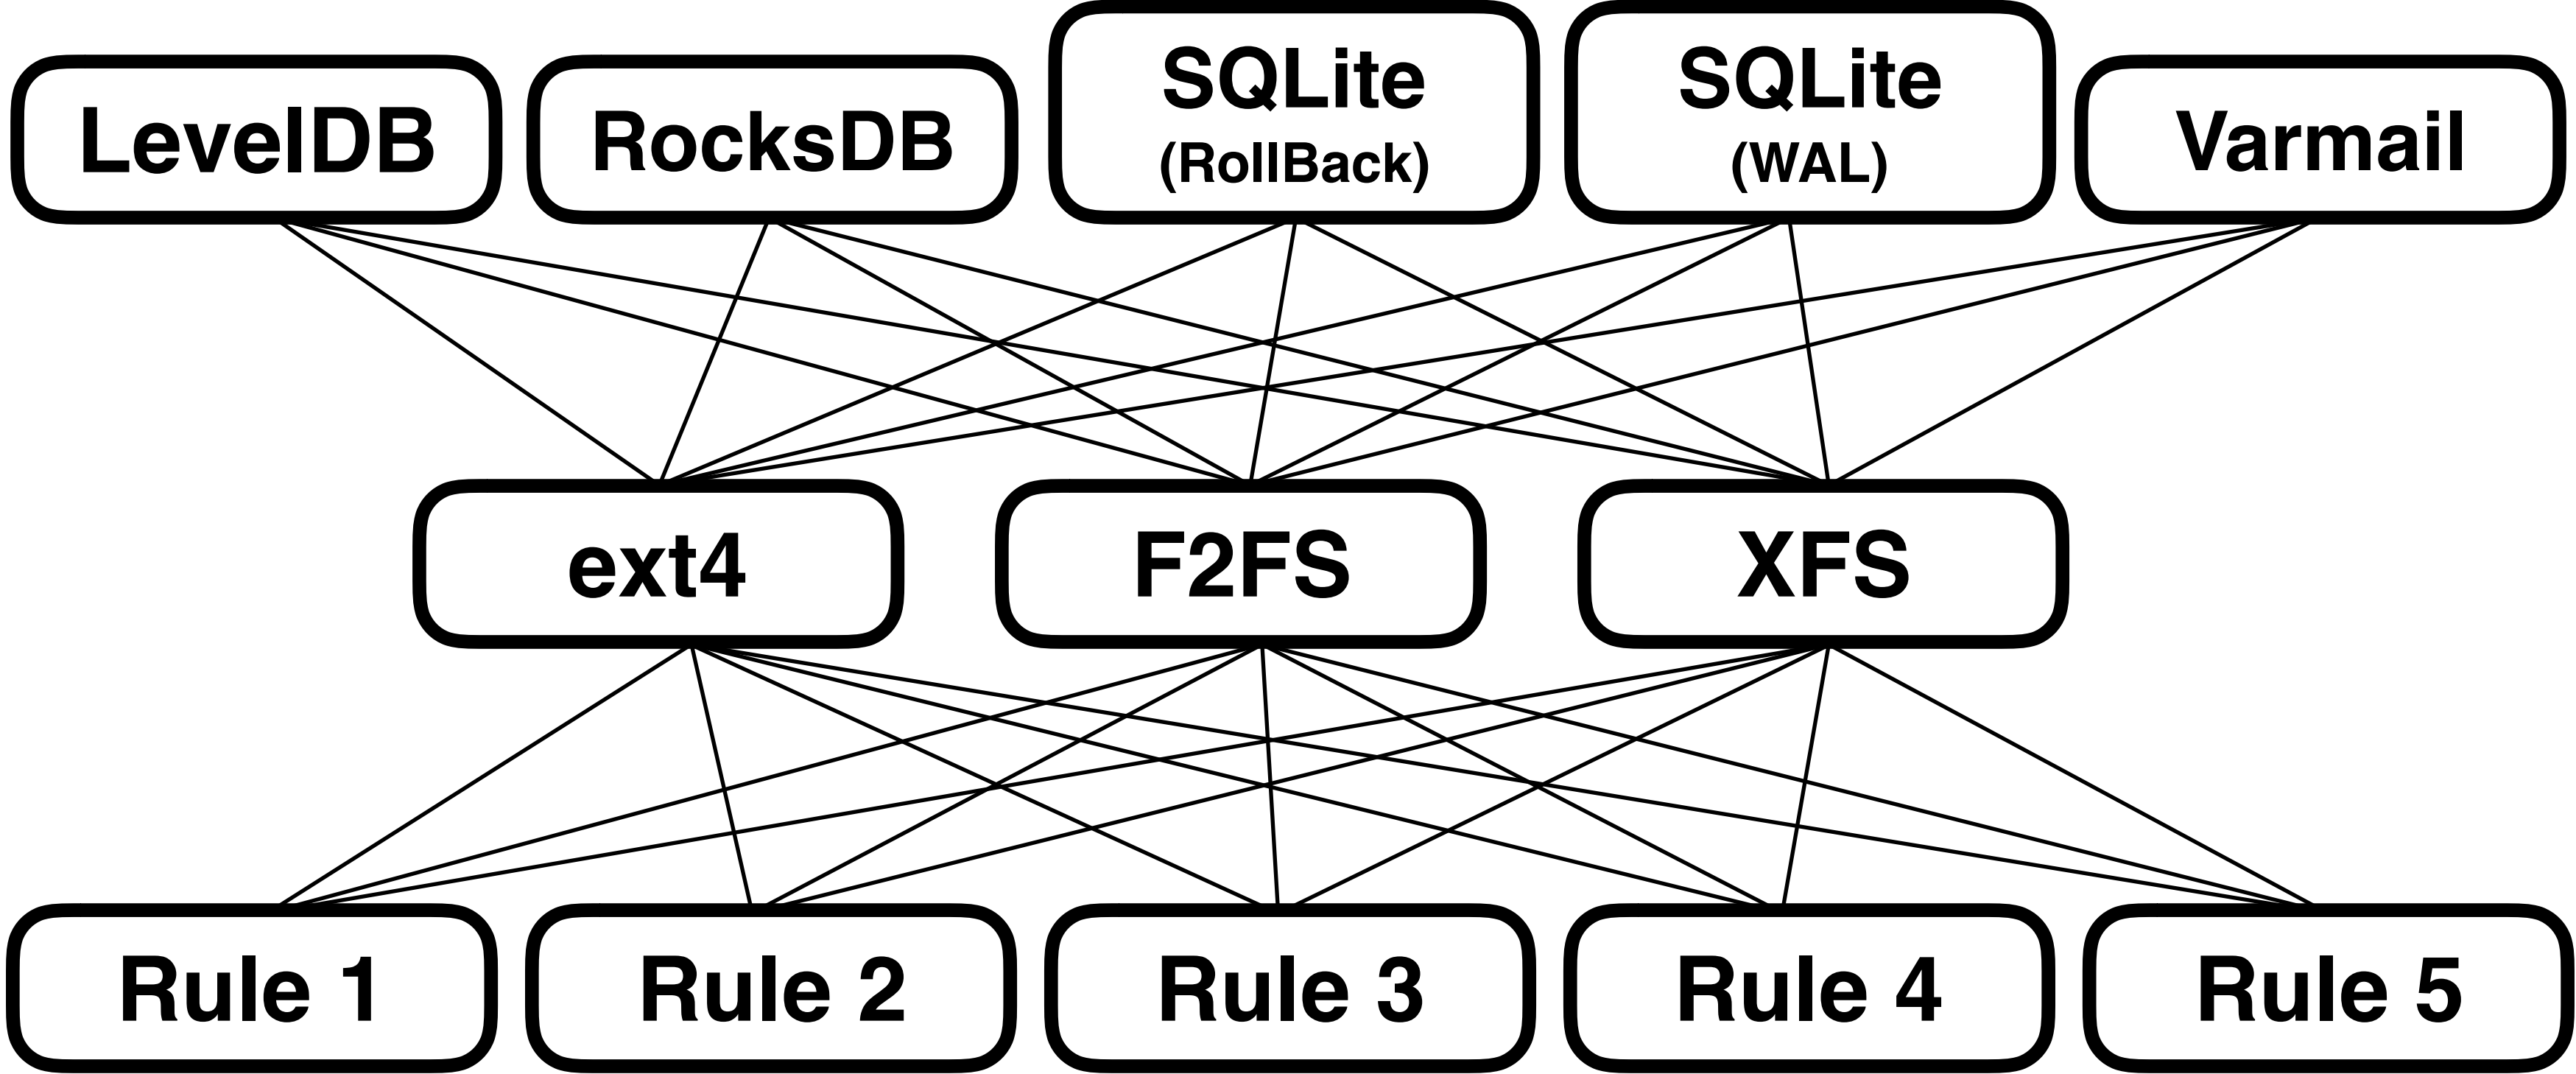 LevelDB
RocksDB
SQLite
(RollBack)
SQLite
(WAL)
Varmail
ext4
F2FS
XFS
Rule 1
Rule 2
Rule 3
Rule 4
Rule 5